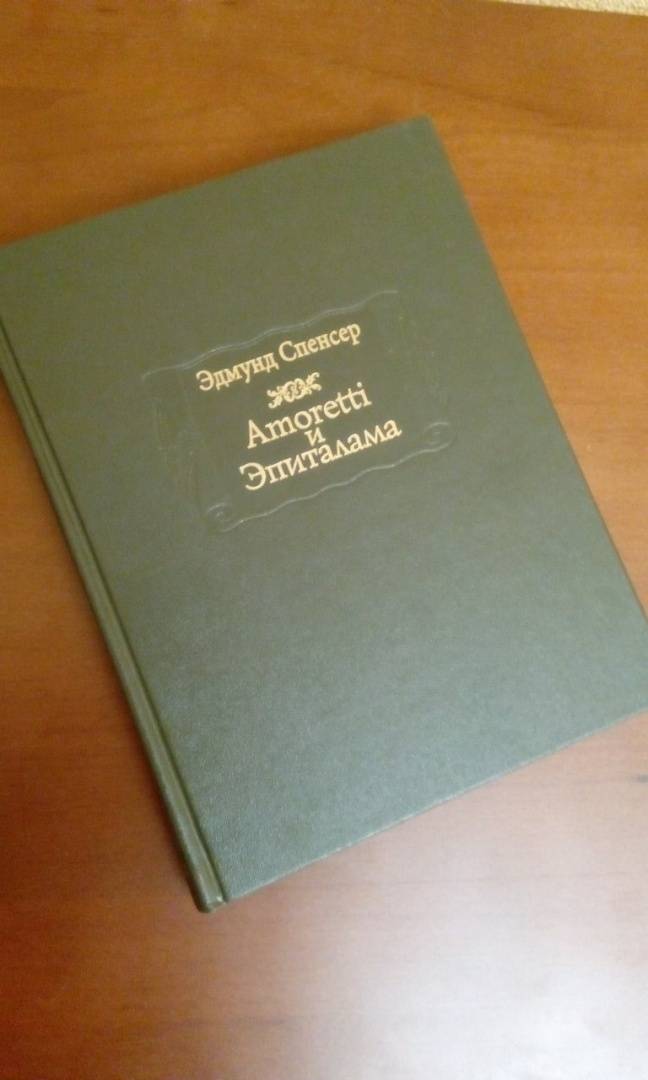 Эдмунд Спенсер
Amoretti
и
Эпиталама